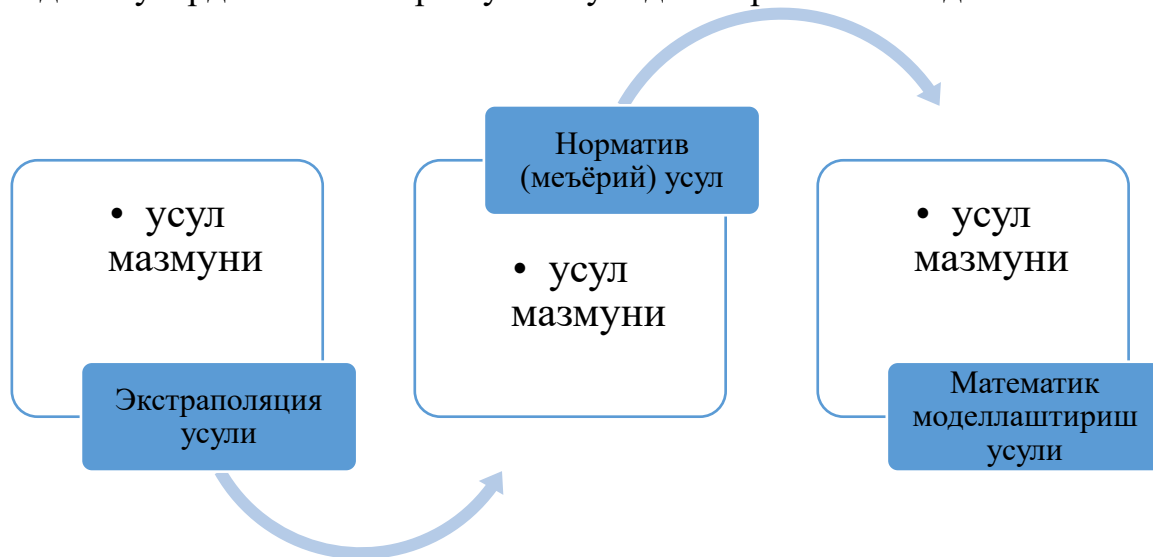 • усул
мазмуни
Экстраполяция
усули
Норматив
(меъёрий) усул
• усул
мазмуни
• усул
мазмуни
Математик
моделлаштириш
усули